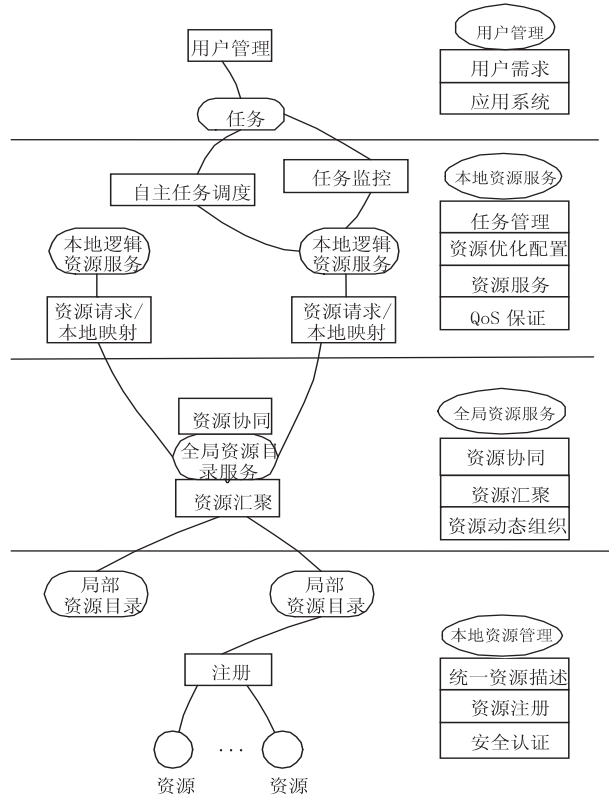 用户管理
任务
用户管理
用户需求
应用系统
自主任务调度
任务监控
本地逻辑
资源服务
本地逻辑
资源服务
资源请求/
本地映射
资源请求/
本地映射
本地资源服务
任务管理
资源优化配置
资源服务
QoS 保证
资源协同
全局资源目
录服务
资源汇聚
全局资源服务
资源协同
资源汇聚
资源动态组织
局部
资源目录
局部
资源目录
注册
···
资源
资源
本地资源管理
统一资源描述
资源注册
安全认证